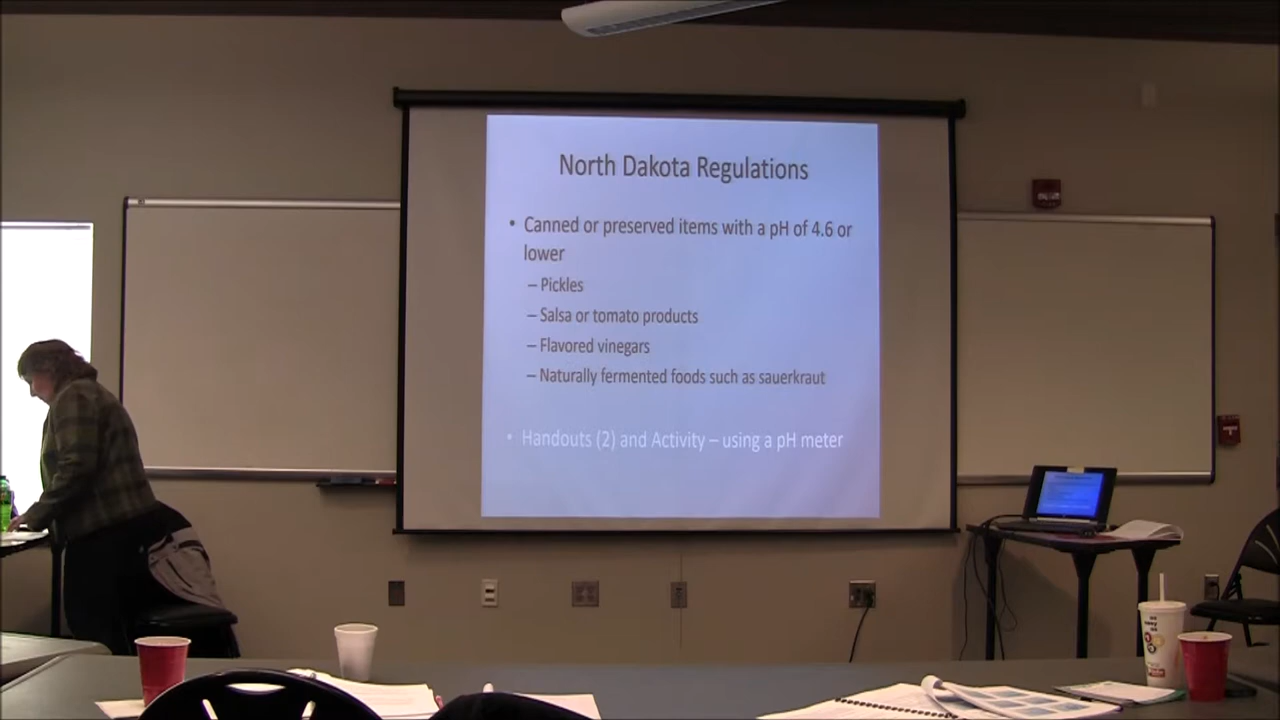 North Dakota Regulations
• Canned or preserved items with a pH of 4.6 or
lower
– Pickles
– Salsa or tomato products
– Flavored vinegars
– Naturally fermented foods such as sauerkraut
• Handouts (2) and Activity – using a pH meter